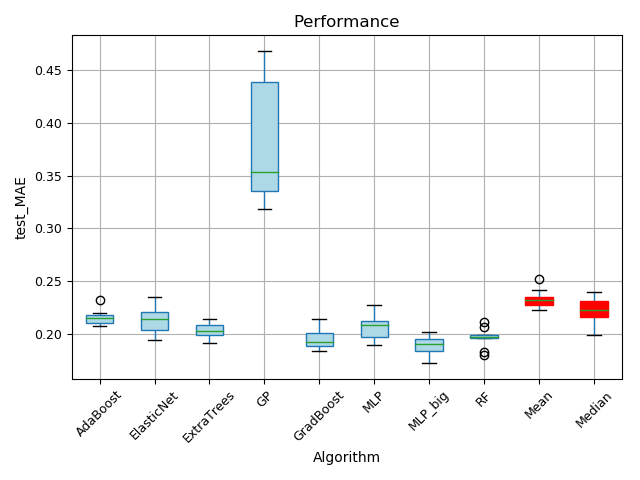 Performance
test_MAE
0.45
0.40
0.35
0.30
0.25
0.20
AdaBoost
ElasticNet
ExtraTrees
GP
GradBoost
MLP
MLP_big
RF
Mean
Median
Algorithm